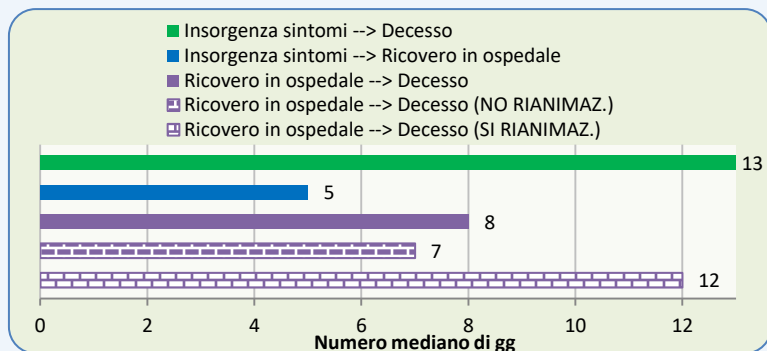 Insorgenza sintomi --> Decesso
Insorgenza sintomi --> Ricovero in ospedale
Ricovero in ospedale --> Decesso
Ricovero in ospedale --> Decesso (NO RIANIMAZ.)
Ricovero in ospedale --> Decesso (SI RIANIMAZ.)
13
5
8
7
12
0 2 4 6 8 10 12
Numero mediano di gg